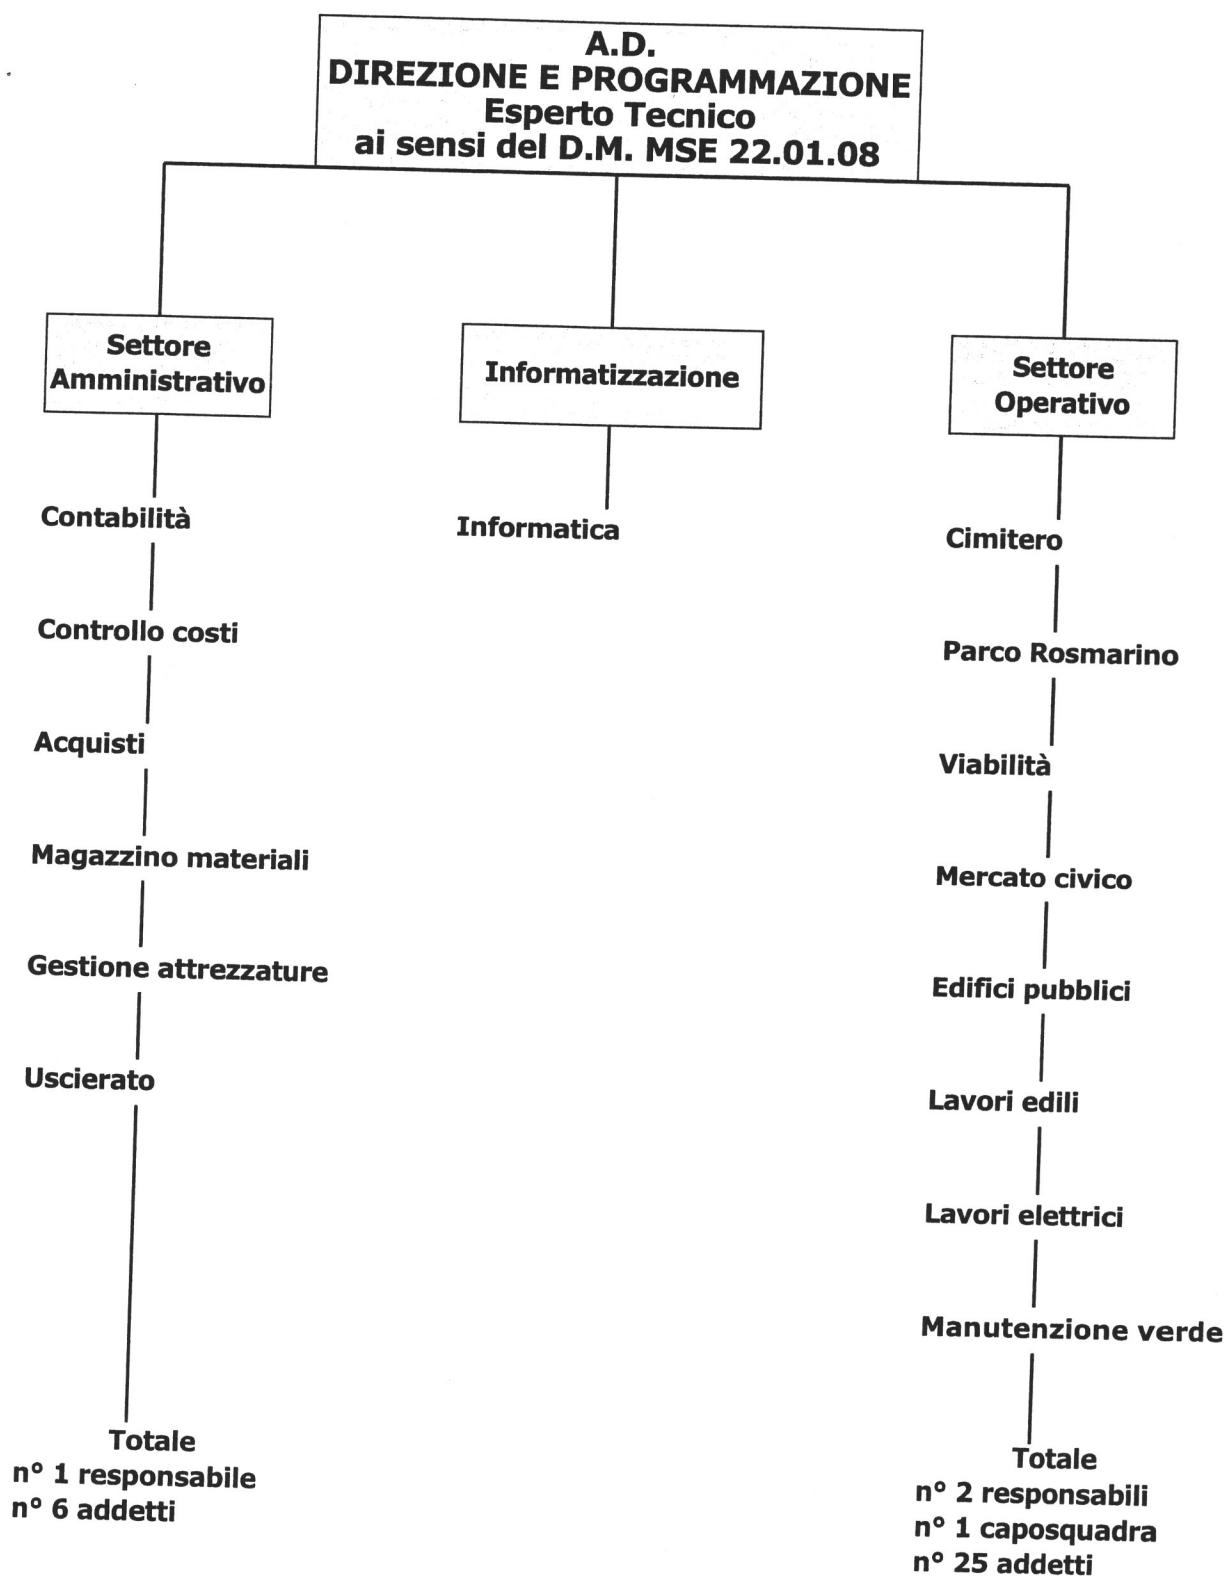 A.D.
DIREZIONE E PROGRAMMAZIONE
Esperto Tecnico
ai sensi del D.M. MSE 22.01.08
Settore
Amministrativo
Contabilità
Controllo costi
Acquisti
Magazzino materiali
Gestione attrezzature
Uscierato
Totale
n° 1 responsabile
n° 6 addetti
Informatizzazione
Informatica
Settore
Operativo
Cimitero
Parco Rosmarino
Viabilità
Mercato civico
Edifici pubblici
Lavori edili
Lavori elettrici
Manutenzione verde
Totale
n° 2 responsabili
n° 1 caposquadra
n° 25 addetti